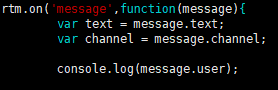 rtm.on('message',function(message){
var text = message.text;
var channel = message.channel;
console.log(message.user);